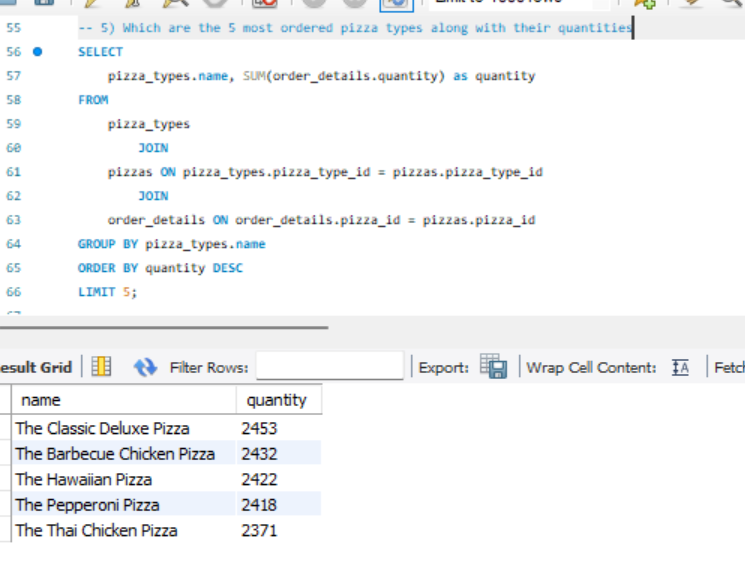 55 -- 5) Which are the 5 most ordered pizza types along with their quantities
56 SELECT
57 pizza_types.name, SUM(order_details.quantity) as quantity
58 FROM
59 pizza_types
60 JOIN
61 pizzas ON pizza_types.pizza_type_id = pizzas.pizza_type_id
62 JOIN
63 order_details ON order_details.pizza_id = pizzas.pizza_id
64 GROUP BY pizza_types.name
65 ORDER BY quantity DESC
66 LIMIT 5;
esult Grid Filter Rows: Export: Wrap Cell Content: Fetch
name quantity
The Classic Deluxe Pizza 2453
The Barbecue Chicken Pizza 2432
The Hawaiian Pizza 2422
The Pepperoni Pizza 2418
The Thai Chicken Pizza 2371